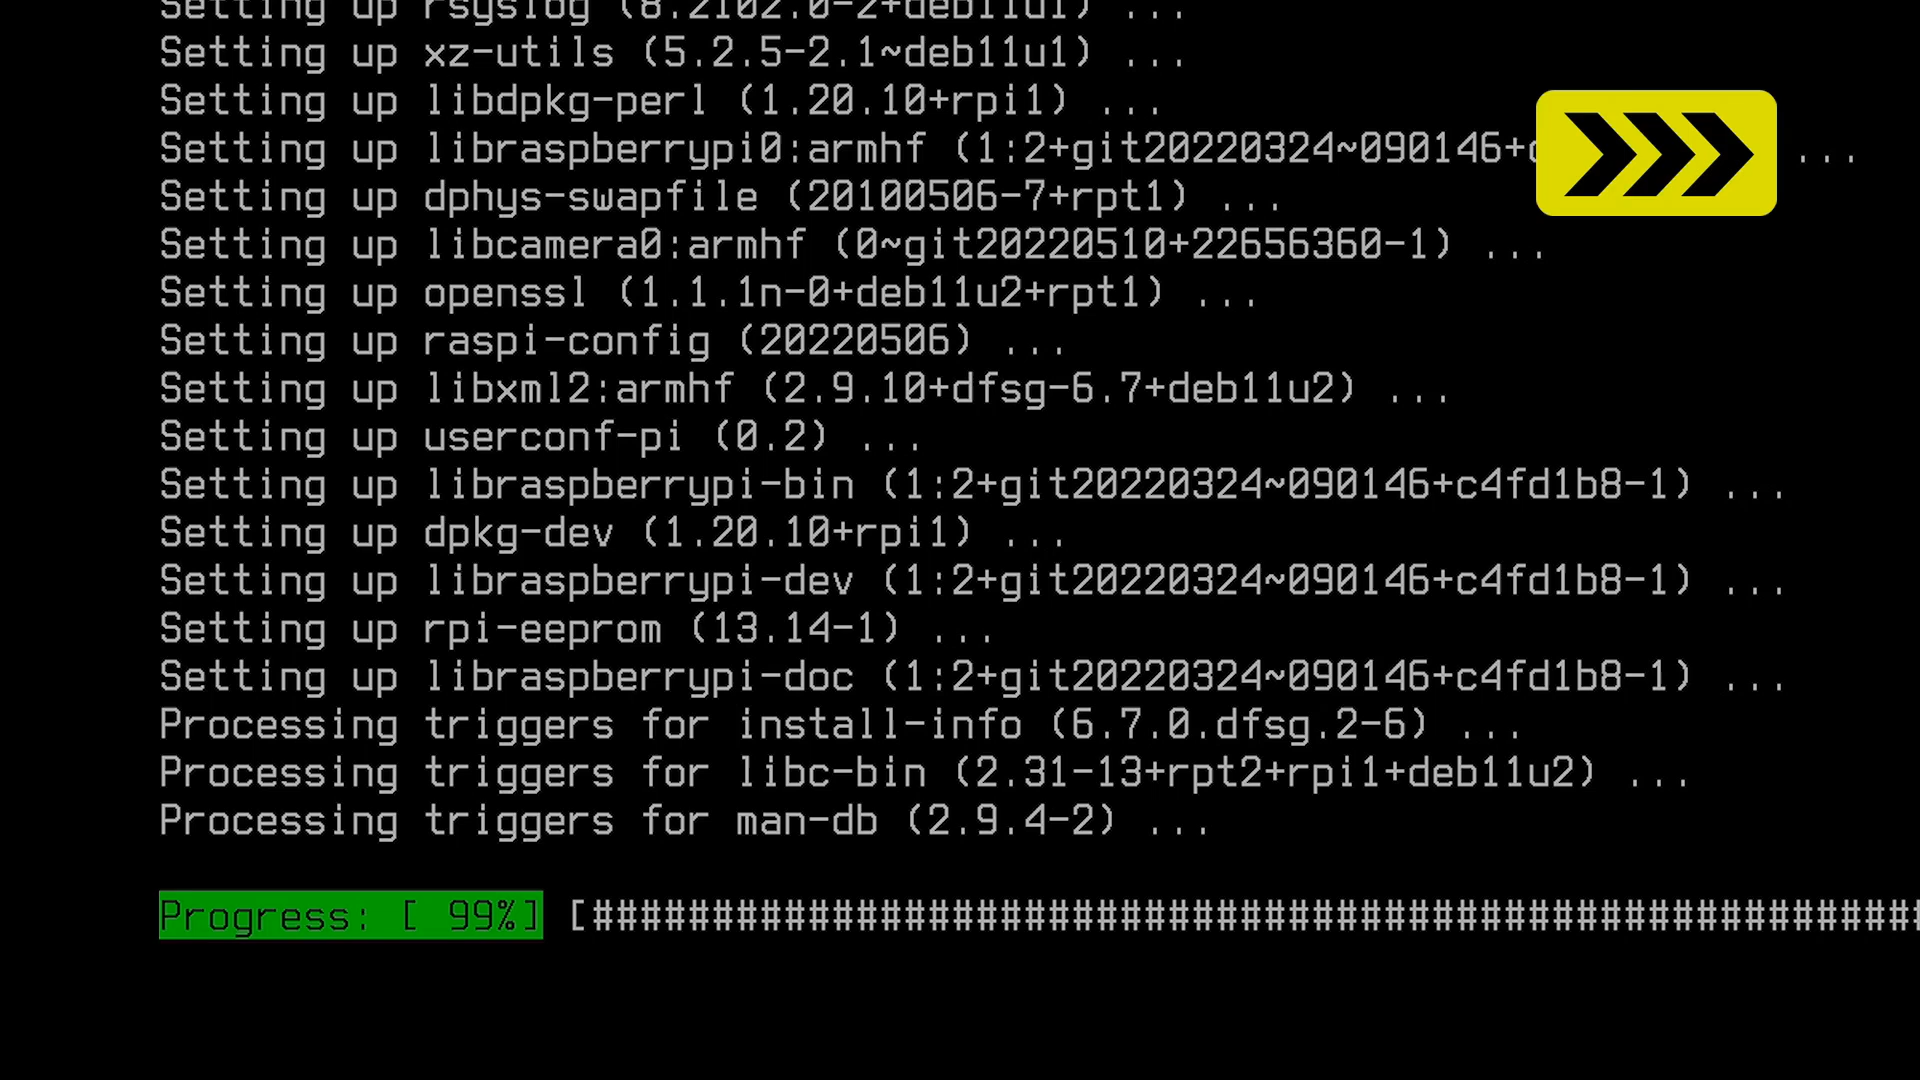 Setting up rsyslog (8.2102.0-2+deb11u1) ...
Setting up xz-utils (5.2.5-2.1~deb11u1) ...
Setting up libdpkg-perl (1.20.10+rpi1) ...
Setting up libraspberrypi0:armhf (1:2+git20220324~090146+c ...
Setting up dphys-swapfile (20100506-7+rpt1) ...
Setting up libcamera0:armhf (0~git20220510+22656360-1) ...
Setting up openssl (1.1.1n-0+deb11u2+rpt1) ...
Setting up raspi-config (20220506) ...
Setting up libxml2:armhf (2.9.10+dfsg-6.7+deb11u2) ...
Setting up userconf-pi (0.2) ...
Setting up libraspberrypi-bin (1:2+git20220324~090146+c4fd1b8-1) ...
Setting up dpkg-dev (1.20.10+rpi1) ...
Setting up libraspberrypi-dev (1:2+git20220324~090146+c4fd1b8-1) ...
Setting up rpi-eeprom (13.14-1) ...
Setting up libraspberrypi-doc (1:2+git20220324~090146+c4fd1b8-1) ...
Processing triggers for install-info (6.7.0.dfsg.2-6) ...
Processing triggers for libc-bin (2.31-13+rpt2+rpi1+deb11u2) ...
Processing triggers for man-db (2.9.4-2) ...
Progress: [ 99%] [#######################################################